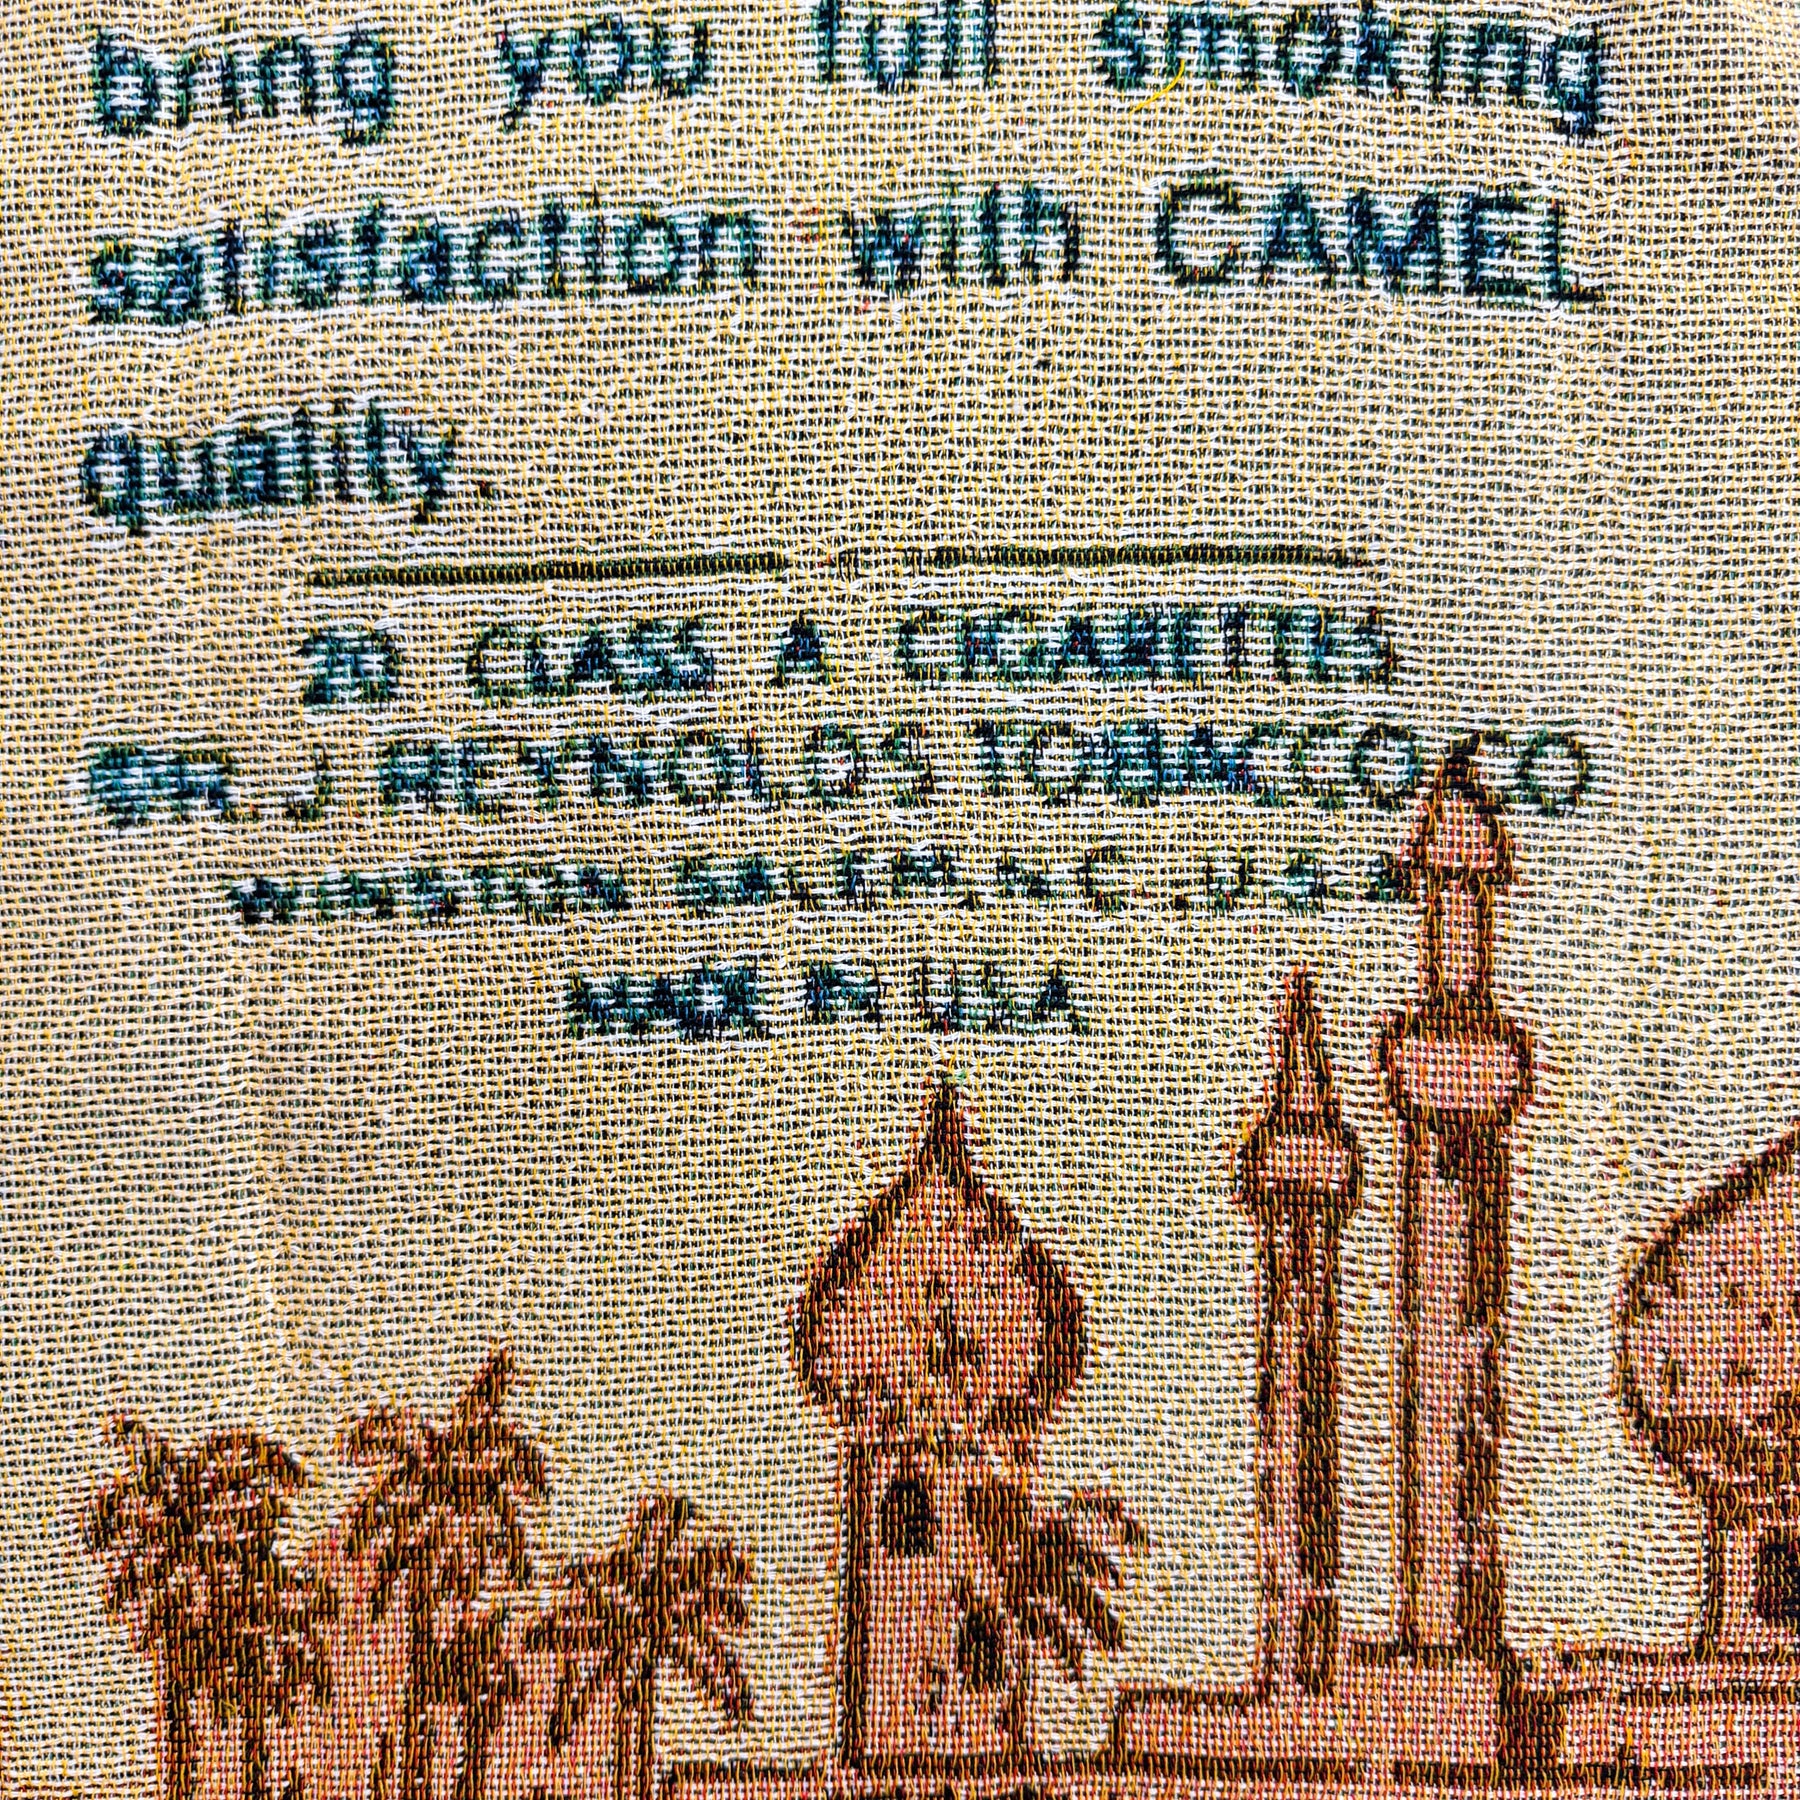 bring you full smoking
satisfaction with CAMEL
quality.
20 CLASS A CIGARETTES
R. J. REYNOLDS TOBACCO CO
WINSTON SALEM N.C. U.S.A.
MADE IN U.S.A